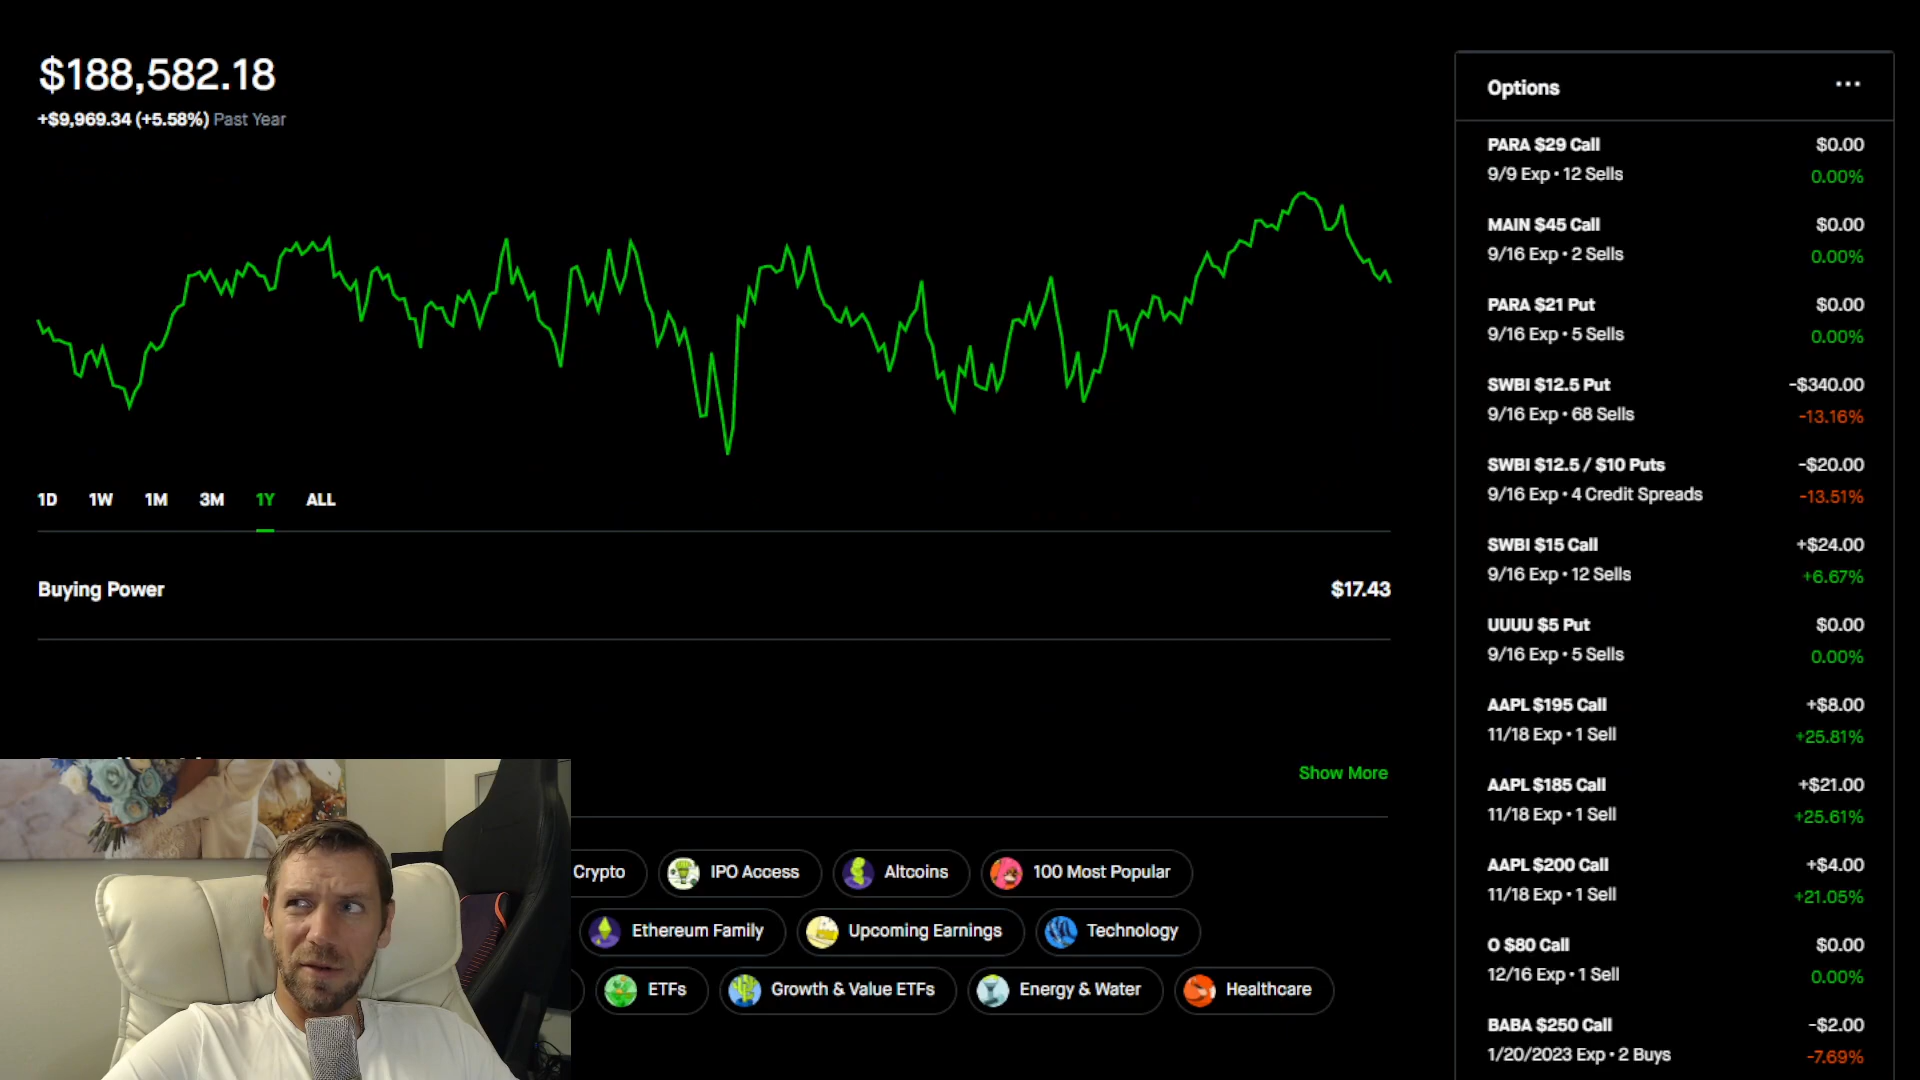 $188,582.18
+$9,969.34 (+5.58%) Past Year
1D 1W 1M 3M 1Y ALL
Buying Power $17.43
Show More
Crypto IPO Access Altcoins 100 Most Popular
Ethereum Family Upcoming Earnings Technology
ETFs Growth & Value ETFs Energy & Water Healthcare
Options
PARA $29 Call $0.00
9/9 Exp • 12 Sells 0.00%
MAIN $45 Call $0.00
9/16 Exp • 2 Sells 0.00%
PARA $21 Put $0.00
9/16 Exp • 5 Sells 0.00%
SWBI $12.5 Put -$340.00
9/16 Exp • 68 Sells -13.16%
SWBI $12.5 / $10 Puts -$20.00
9/16 Exp • 4 Credit Spreads -13.51%
SWBI $15 Call +$24.00
9/16 Exp • 12 Sells +6.67%
UUUU $5 Put $0.00
9/16 Exp • 5 Sells 0.00%
AAPL $195 Call +$8.00
11/18 Exp • 1 Sell +25.81%
AAPL $185 Call +$21.00
11/18 Exp • 1 Sell +25.61%
AAPL $200 Call +$4.00
11/18 Exp • 1 Sell +21.05%
O $80 Call $0.00
12/16 Exp • 1 Sell 0.00%
BABA $250 Call -$2.00
1/20/2023 Exp • 2 Buys -7.69%